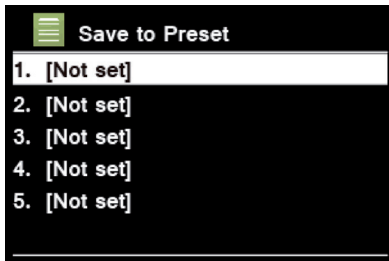 Save to Preset
1. [Not set]
2. [Not set]
3. [Not set]
4. [Not set]
5. [Not set]